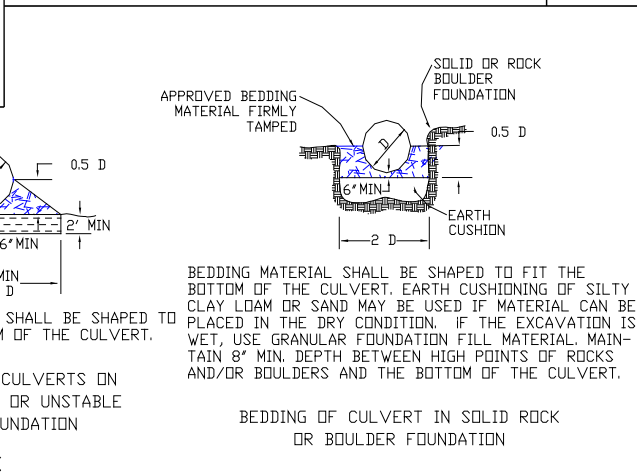 SOLID OR ROCK
BOULDER
FOUNDATION
APPROVED BEDDING
MATERIAL FIRMLY
TAMPED
0.5 D
D
6" MIN
EARTH
CUSHION
2 D
0.5 D
2' MIN
6" MIN
MIN
D
SHALL BE SHAPED TO
OF THE CULVERT.
CULVERTS ON
OR UNSTABLE
UNDATION
BEDDING MATERIAL SHALL BE SHAPED TO FIT THE
BOTTOM OF THE CULVERT. EARTH CUSHIONING OF SILTY
CLAY LOAM OR SAND MAY BE USED IF MATERIAL CAN BE
PLACED IN THE DRY CONDITION. IF THE EXCAVATION IS
WET, USE GRANULAR FOUNDATION FILL MATERIAL. MAIN-
TAIN 8" MIN. DEPTH BETWEEN HIGH POINTS OF ROCKS
AND/OR BOULDERS AND THE BOTTOM OF THE CULVERT.
BEDDING OF CULVERT IN SOLID ROCK
OR BOULDER FOUNDATION